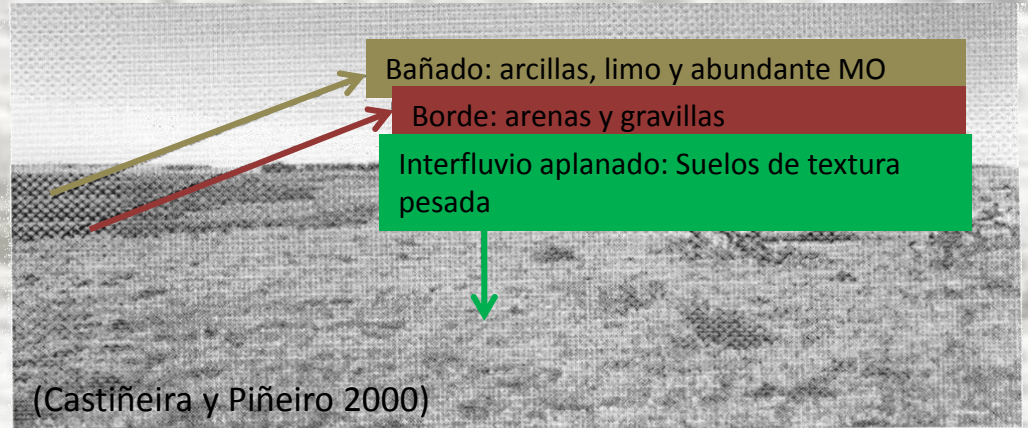 Bañado: arcillas, limo y abundante MO
Borde: arenas y gravillas
Interfluvio aplanado: Suelos de textura
pesada
(Castiñeira y Piñeiro 2000)